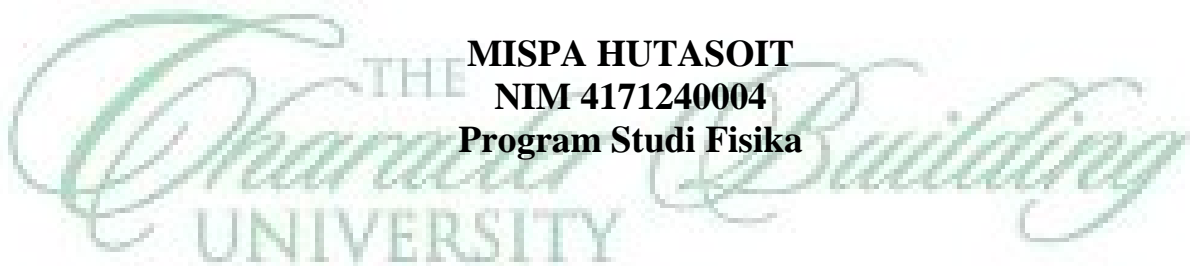 MISPA HUTASOIT
NIM 4171240004
Program Studi Fisika
THE
Character Building
UNIVERSITY